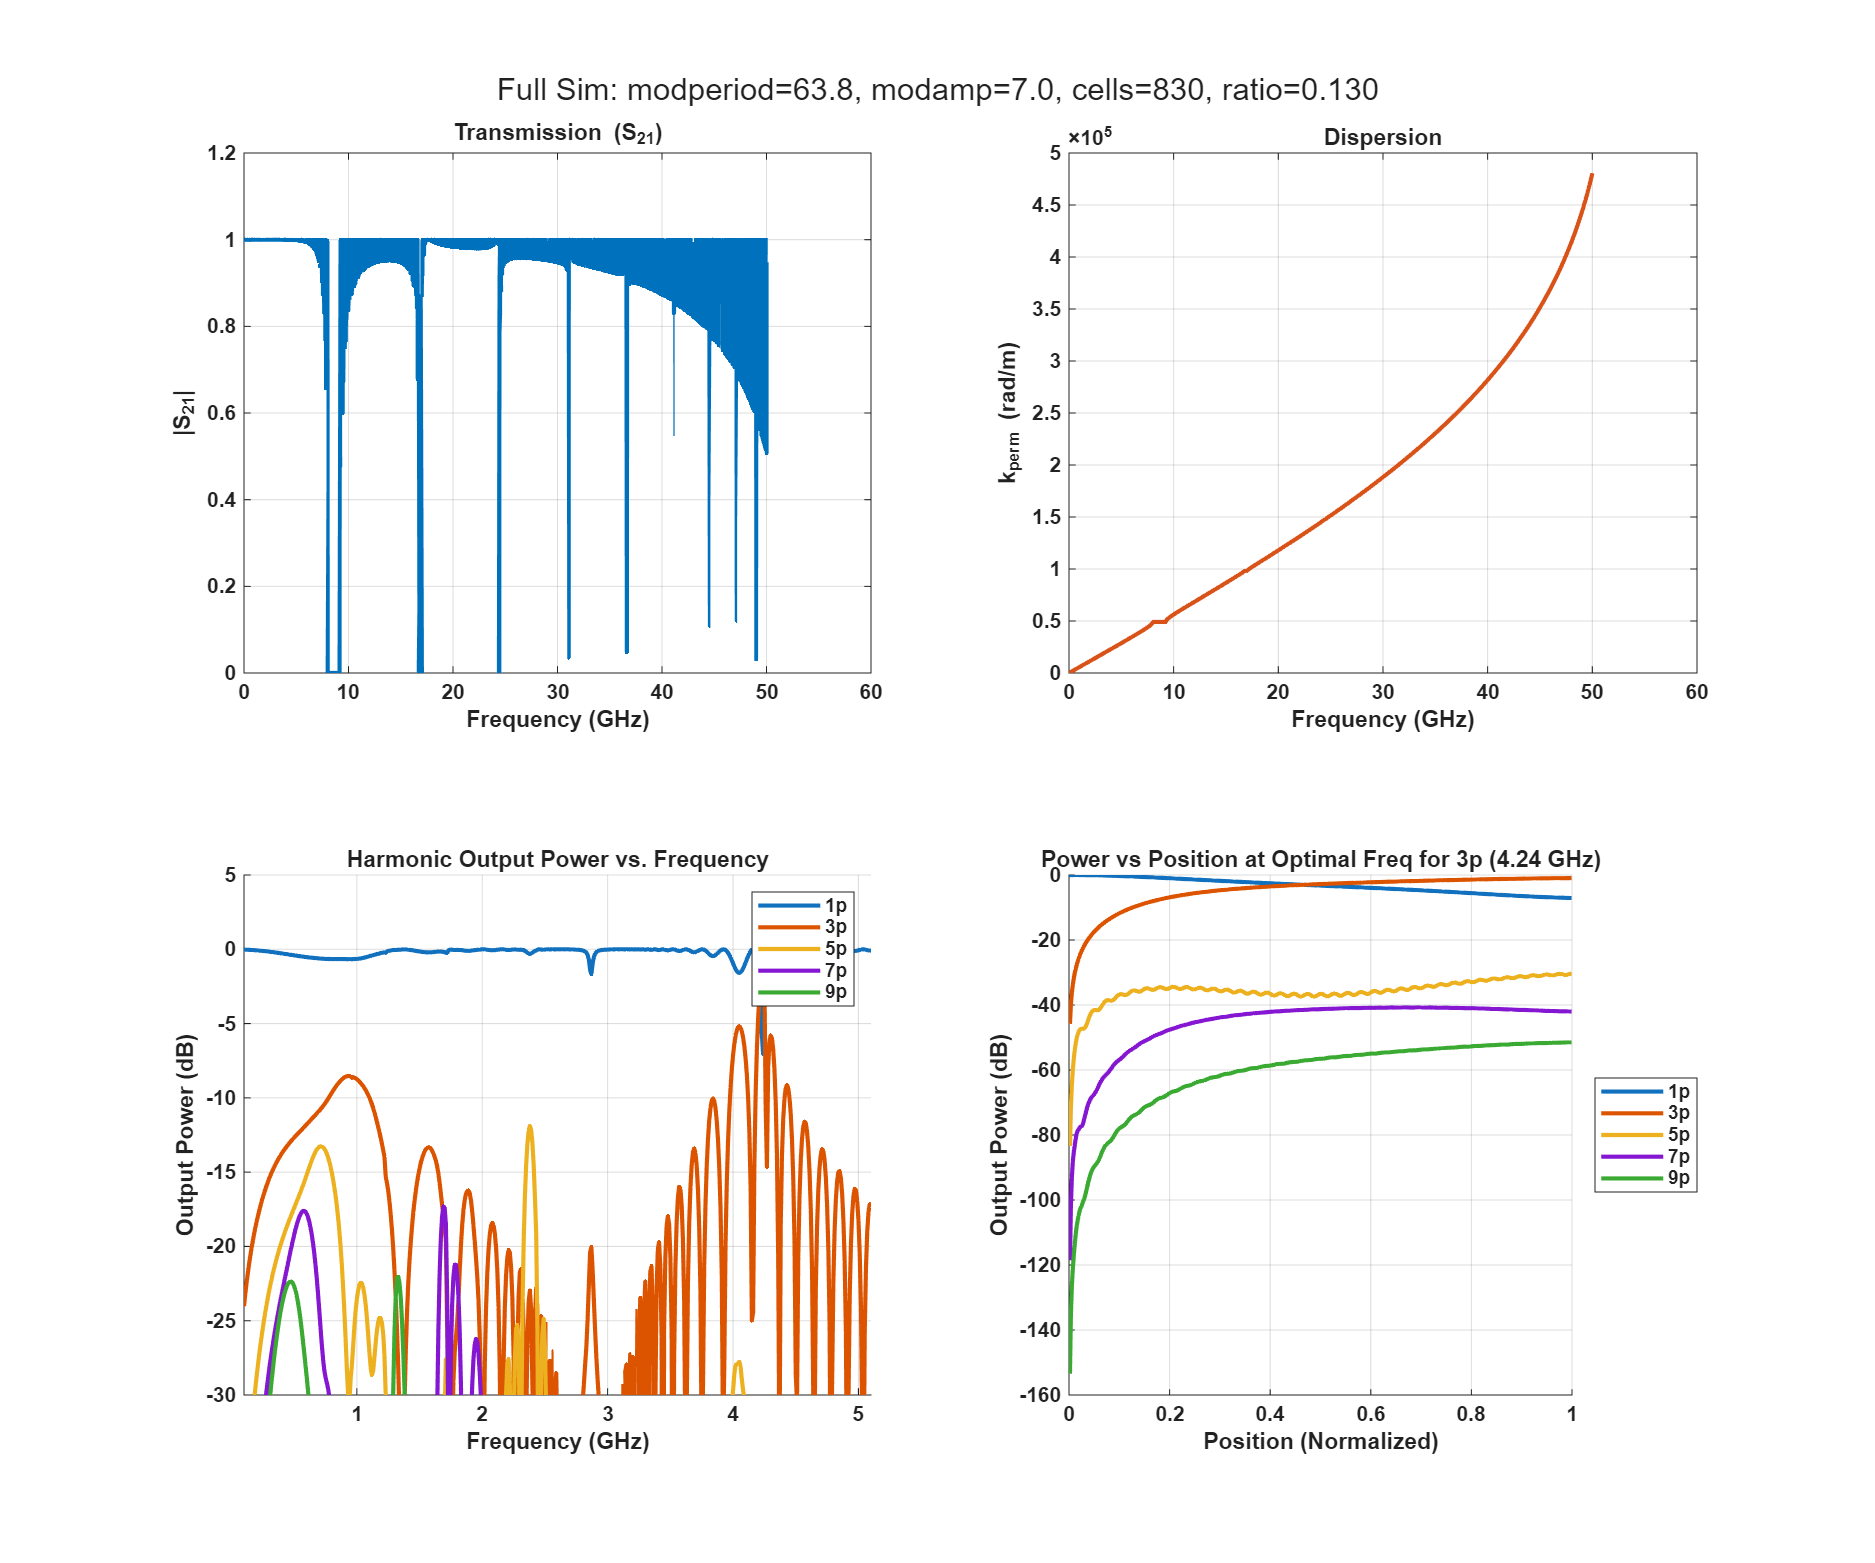 Full Sim: modperiod=63.8, modamp=7.0, cells=830, ratio=0.130
Transmission (S21)
1.2
1
0.8
0.6
0.4
0.2
0
|S21|
0 10 20 30 40 50 60
Frequency (GHz)
×10^5
Dispersion
5
4.5
4
3.5
3
2.5
2
1.5
1
0.5
0
kperm (rad/m)
0 10 20 30 40 50 60
Frequency (GHz)
Harmonic Output Power vs. Frequency
5
0
-5
-10
-15
-20
-25
-30
Output Power (dB)
1p
3p
5p
7p
9p
1 2 3 4 5
Frequency (GHz)
Power vs Position at Optimal Freq for 3p (4.24 GHz)
0
-20
-40
-60
-80
-100
-120
-140
-160
Output Power (dB)
0 0.2 0.4 0.6 0.8 1
Position (Normalized)
1p
3p
5p
7p
9p